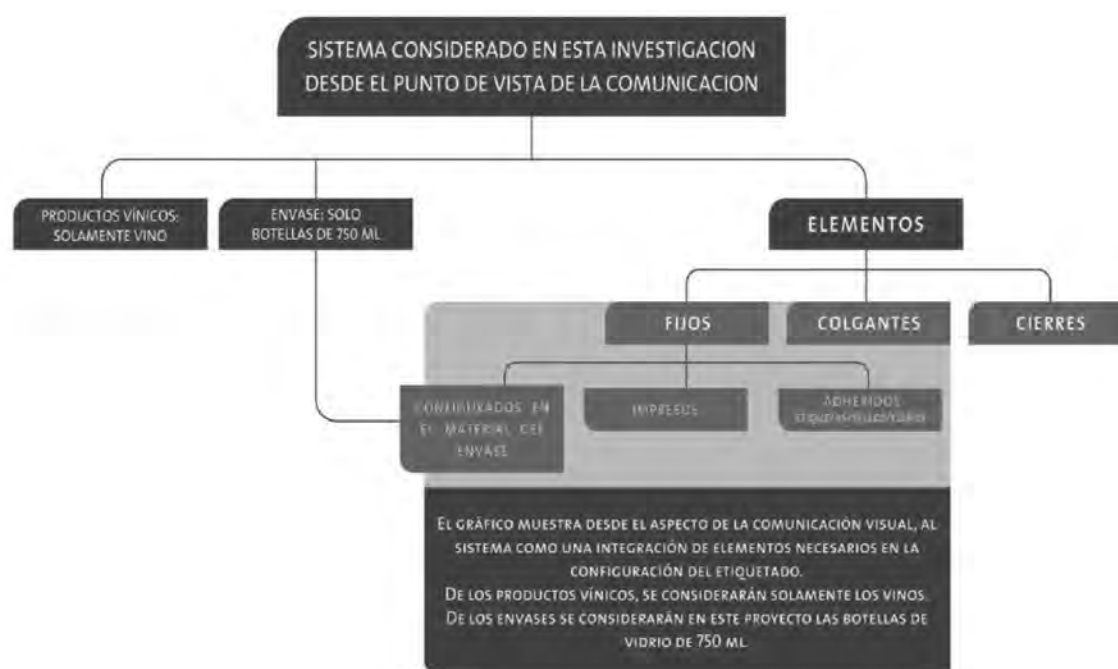 SISTEMA CONSIDERADO EN ESTA INVESTIGACION
DESDE EL PUNTO DE VISTA DE LA COMUNICACION
PRODUCTOS VÍNICOS:
SOLAMENTE VINO
ENVASE: SOLO
BOTELLAS DE 750 ML
ELEMENTOS
FIJOS
COLGANTES
CIERRES
CONFIGURADOS EN
EL MATERIAL DEL
ENVASE
IMPRESOS
ADHERIDOS
EL GRÁFICO MUESTRA DESDE EL ASPECTO DE LA COMUNICACIÓN VISUAL, AL
SISTEMA COMO UNA INTEGRACIÓN DE ELEMENTOS NECESARIOS EN LA
CONFIGURACIÓN DEL ETIQUETADO.
DE LOS PRODUCTOS VÍNICOS, SE CONSIDERARÁN SOLAMENTE LOS VINOS.
DE LOS ENVASES SE CONSIDERARÁN EN ESTE PROYECTO LAS BOTELLAS DE
VIDRIO DE 750 ML.